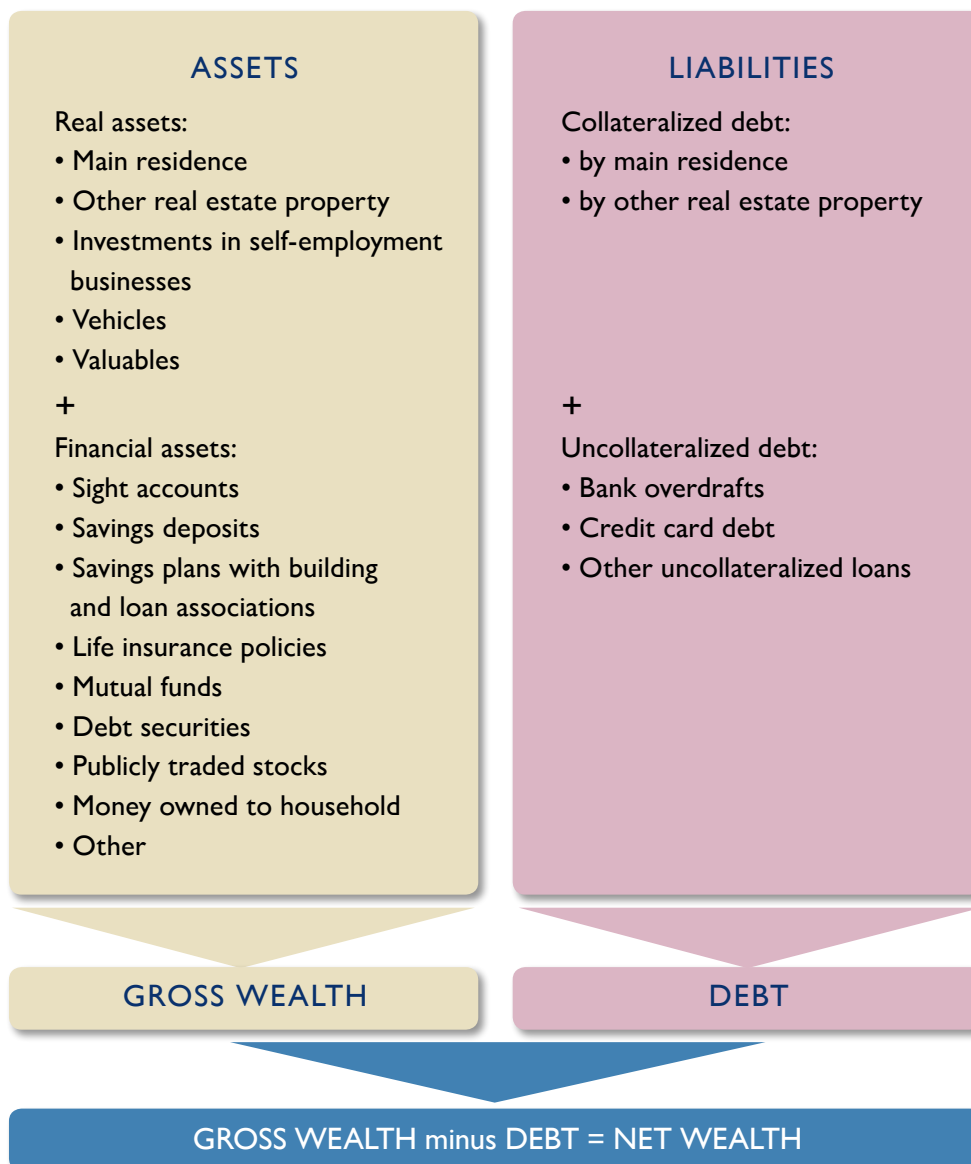 ASSETS
Real assets:
• Main residence
• Other real estate property
• Investments in self-employment
businesses
• Vehicles
• Valuables
+
Financial assets:
• Sight accounts
• Savings deposits
• Savings plans with building
and loan associations
• Life insurance policies
• Mutual funds
• Debt securities
• Publicly traded stocks
• Money owned to household
• Other
LIABILITIES
Collateralized debt:
• by main residence
• by other real estate property
+
Uncollateralized debt:
• Bank overdrafts
• Credit card debt
• Other uncollateralized loans
GROSS WEALTH
DEBT
GROSS WEALTH minus DEBT = NET WEALTH